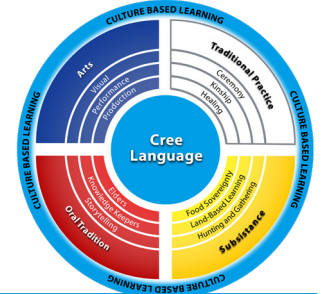 CULTURE BASED LEARNING
Arts
Visual
Performance
Production
Traditional Practice
Ceremony
Kinship
Healing
CULTURE BASED LEARNING
CULTURE BASED LEARNING
Cree
Language
Elders
Knowledge Keepers
Storytelling
Oral Tradition
Food Sovereignty
Land-Based Learning
Hunting and Gathering
Subsistance
CULTURE BASED LEARNING